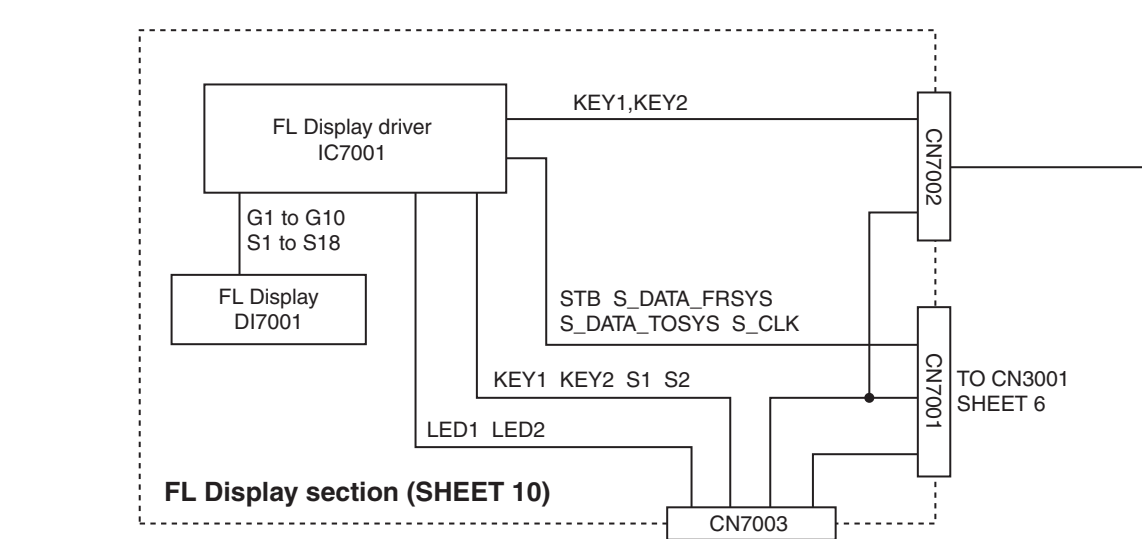 KEY1,KEY2
FL Display driver
IC7001
CN7002
G1 to G10
S1 to S18
FL Display
DI7001
STB S_DATA_FRSYS
S_DATA_TOSYS S_CLK
CN7001
TO CN3001
SHEET 6
KEY1 KEY2 S1 S2
LED1 LED2
FL Display section (SHEET 10)
CN7003